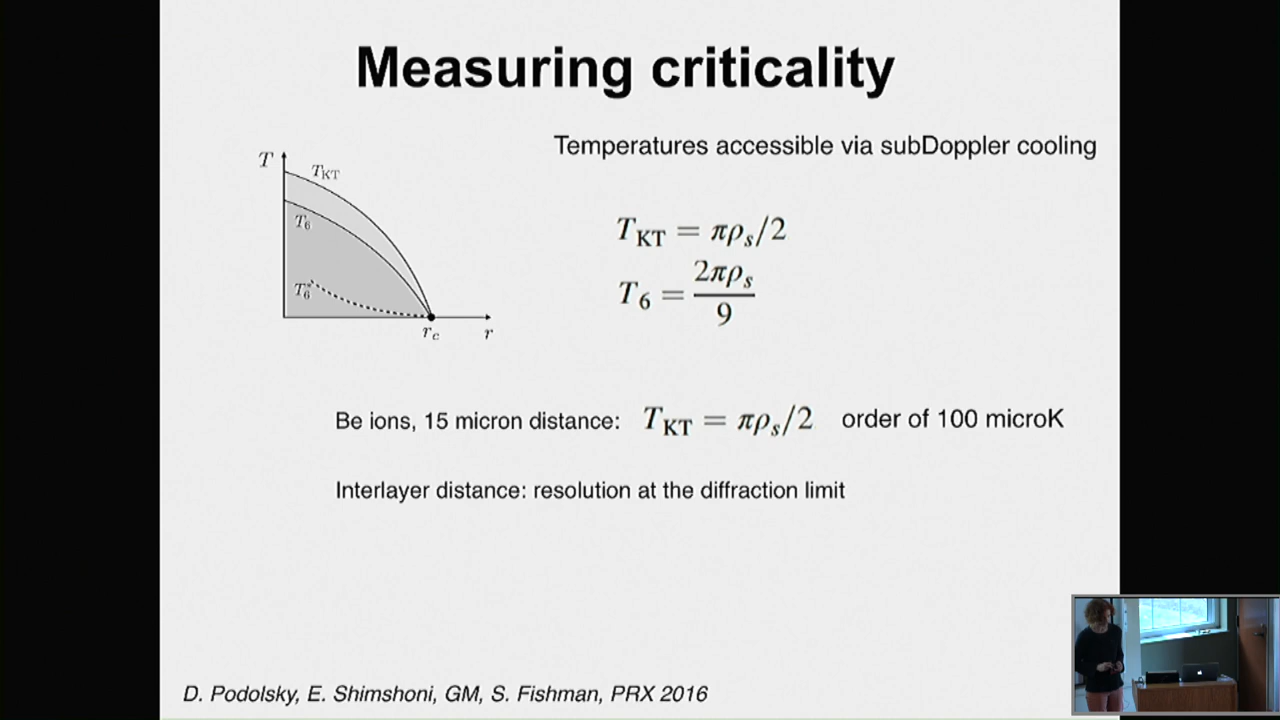 Measuring criticality
Temperatures accessible via subDoppler cooling
T
T_KT
T_6
T_6^*
r_c
r
T_KT = πρ_s/2
T_6 = 2πρ_s/9
Be ions, 15 micron distance: T_KT = πρ_s/2 order of 100 microK
Interlayer distance: resolution at the diffraction limit
D. Podolsky, E. Shimshoni, GM, S. Fishman, PRX 2016